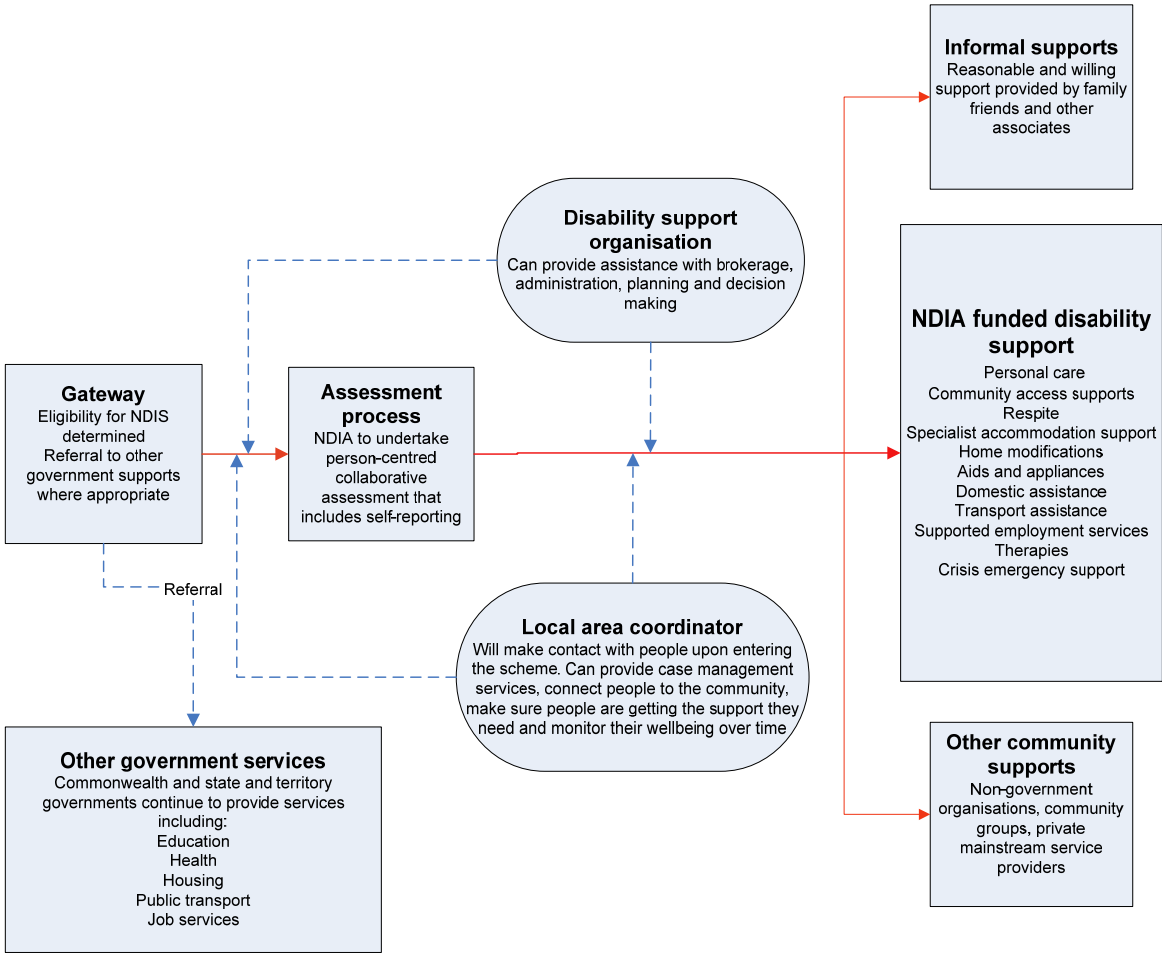 Informal supports
Reasonable and willing
support provided by family
friends and other
associates
Disability support
organisation
Can provide assistance with brokerage,
administration, planning and decision
making
NDIA funded disability
support
Personal care
Community access supports
Respite
Specialist accommodation support
Home modifications
Aids and appliances
Domestic assistance
Transport assistance
Supported employment services
Therapies
Crisis emergency support
Gateway
Eligibility for NDIS
determined
Referral to other
government supports
where appropriate
Assessment
process
NDIA to undertake
person-centred
collaborative
assessment that
includes self-reporting
Referral
Local area coordinator
Will make contact with people upon entering
the scheme. Can provide case management
services, connect people to the community,
make sure people are getting the support they
need and monitor their wellbeing over time
Other government services
Commonwealth and state and territory
governments continue to provide services
including:
Education
Health
Housing
Public transport
Job services
Other community
supports
Non-government
organisations, community
groups, private
mainstream service
providers